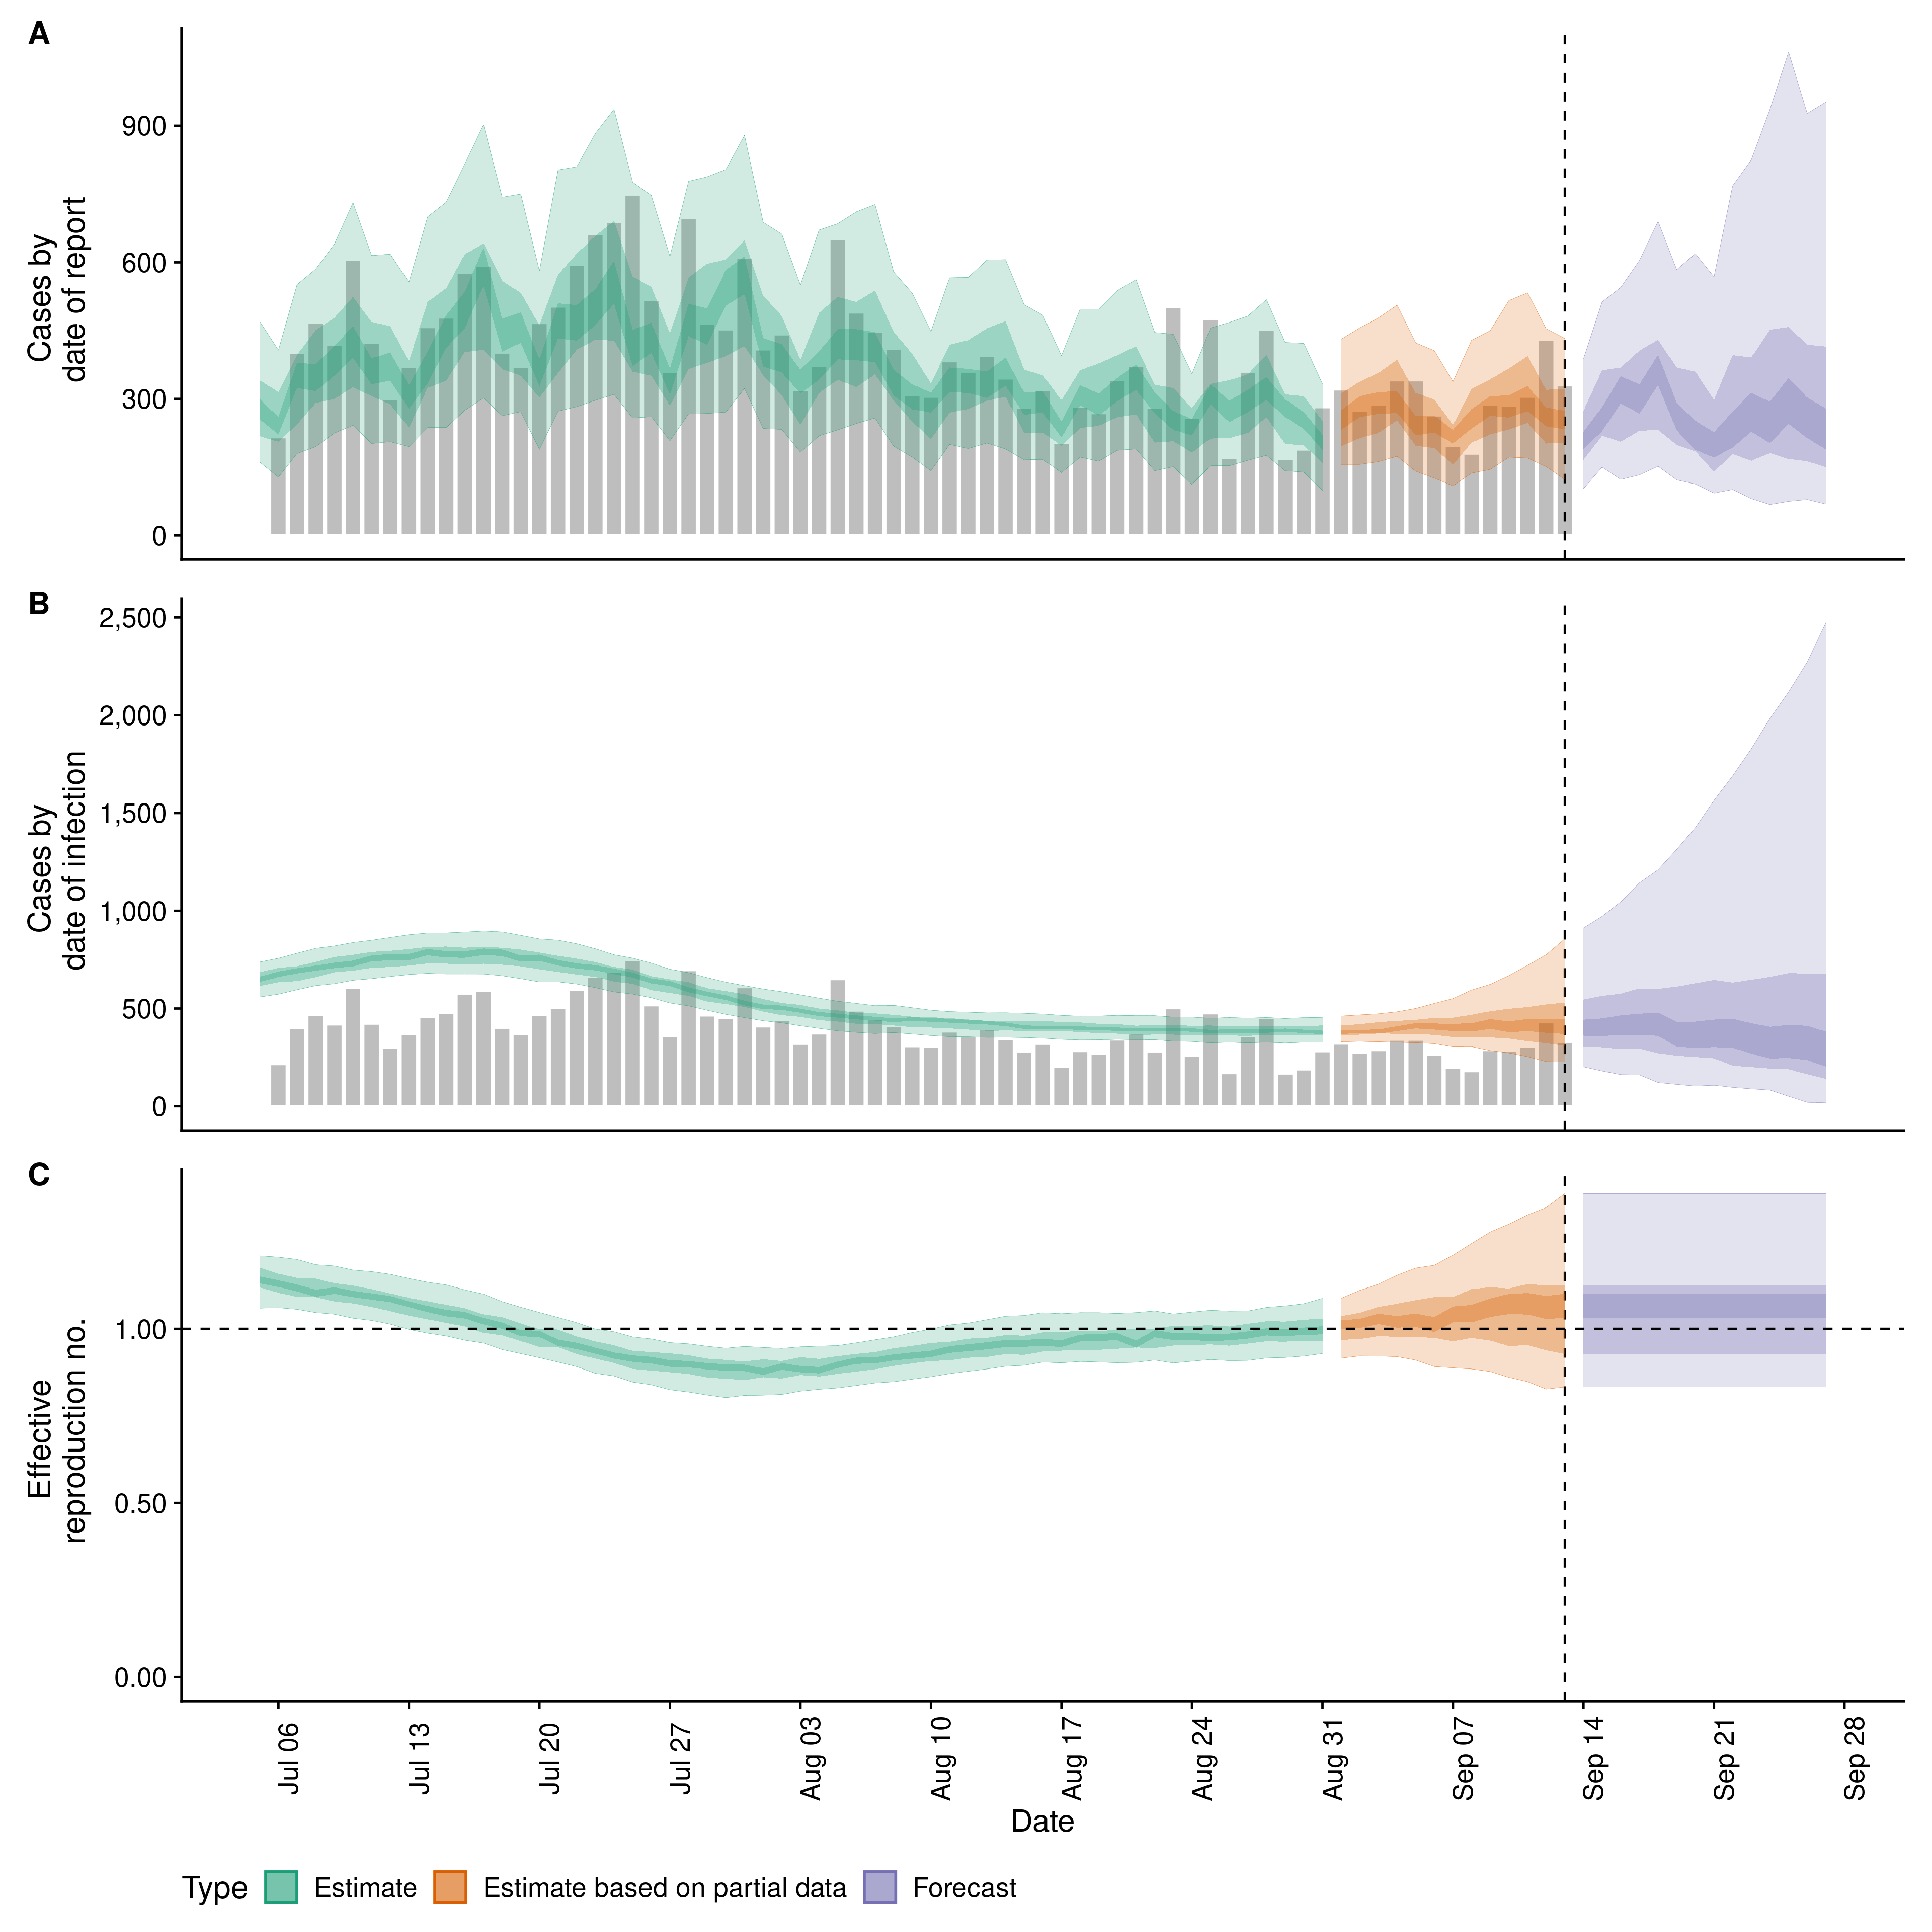 A
Cases by
date of report
900
600
300
0
B
Cases by
date of infection
2,500
2,000
1,500
1,000
500
0
C
Effective
reproduction no.
1.00
0.50
0.00
Jul 06
Jul 13
Jul 20
Jul 27
Aug 03
Aug 10
Aug 17
Aug 24
Aug 31
Sep 07
Sep 14
Sep 21
Sep 28
Date
Type Estimate Estimate based on partial data Forecast